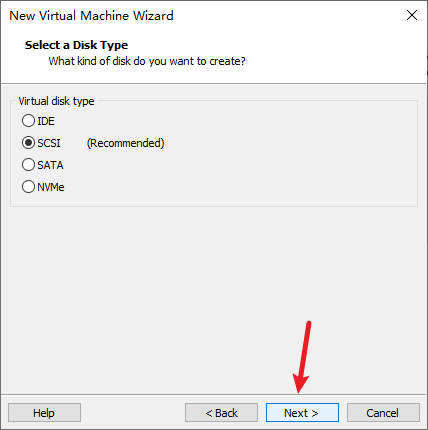 New Virtual Machine Wizard
Select a Disk Type
What kind of disk do you want to create?
Virtual disk type
IDE
SCSI (Recommended)
SATA
NVMe
Help < Back Next > Cancel